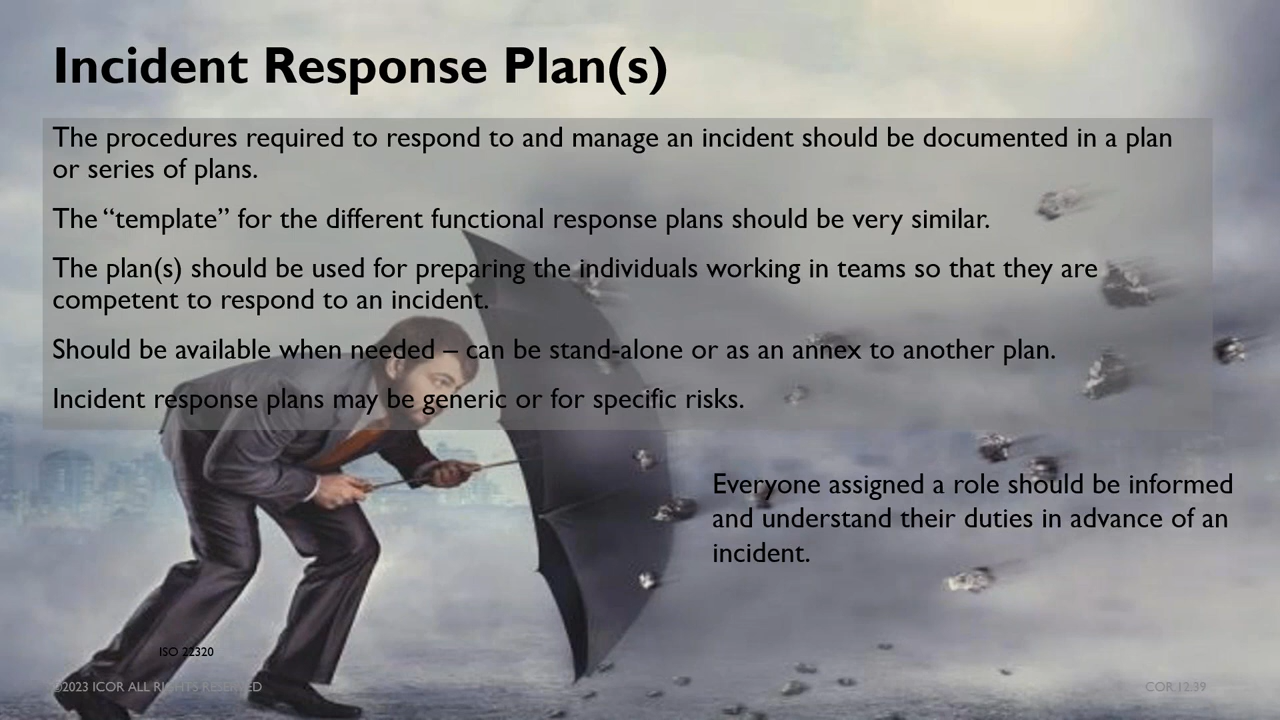 Incident Response Plan(s)
The procedures required to respond to and manage an incident should be documented in a plan
or series of plans.
The “template” for the different functional response plans should be very similar.
The plan(s) should be used for preparing the individuals working in teams so that they are
competent to respond to an incident.
Should be available when needed – can be stand-alone or as an annex to another plan.
Incident response plans may be generic or for specific risks.
Everyone assigned a role should be informed
and understand their duties in advance of an
incident.
ISO 22320
©2023 ICOR ALL RIGHTS RESERVED
COR 12.39